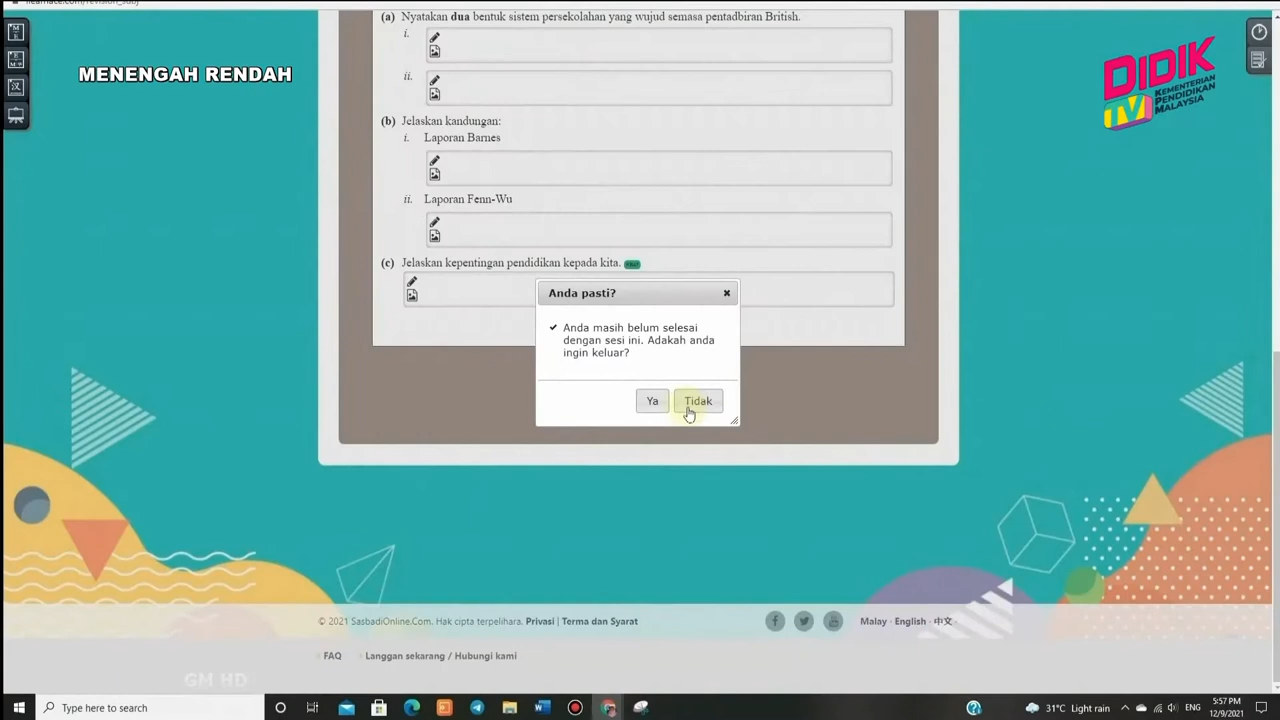 (a) Nyatakan dua bentuk sistem persekolahan yang wujud semasa pentadbiran British.
i.
ii.
MENENGAH RENDAH
DIDIK
TV
KEMENTERIAN
PENDIDIKAN
MALAYSIA
(b) Jelaskan kandungan:
i. Laporan Barnes
ii. Laporan Fenn-Wu
(c) Jelaskan kepentingan pendidikan kepada kita.
Anda pasti?
Anda masih belum selesai
dengan sesi ini. Adakah anda
ingin keluar?
Ya Tidak
© 2021 SasbadiOnline.Com. Hak cipta terpelihara. Privasi | Terma dan Syarat
Malay · English · 中文
FAQ Langgan sekarang / Hubungi kami
GM HD
Type here to search
31°C Light rain
ENG
5:57 PM
12/9/2021